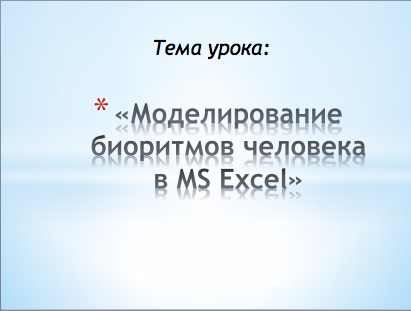 Тема урока:
* «Моделирование
биоритмов человека
в MS Excel»